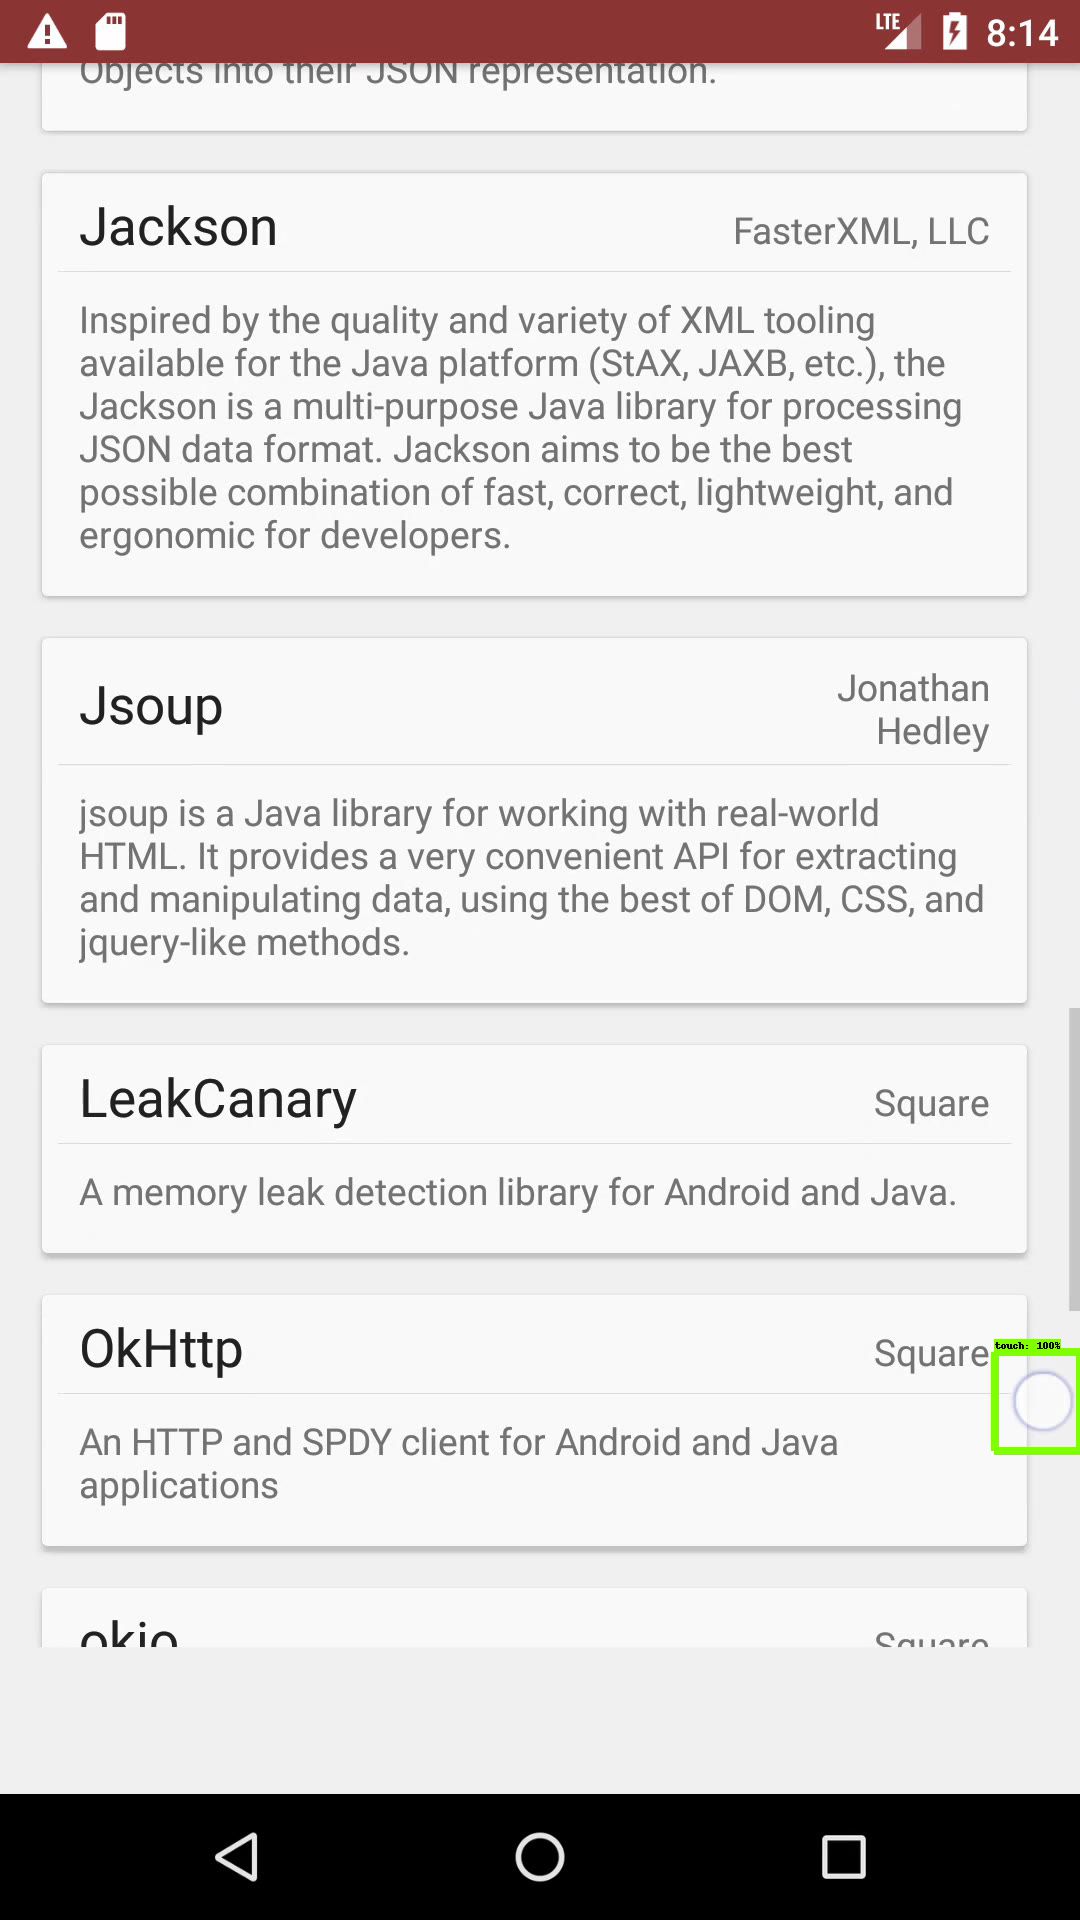 LTE 8:14
Objects into their JSON representation.
Jackson
FasterXML, LLC
Inspired by the quality and variety of XML tooling
available for the Java platform (StAX, JAXB, etc.), the
Jackson is a multi-purpose Java library for processing
JSON data format. Jackson aims to be the best
possible combination of fast, correct, lightweight, and
ergonomic for developers.
Jsoup
Jonathan
Hedley
jsoup is a Java library for working with real-world
HTML. It provides a very convenient API for extracting
and manipulating data, using the best of DOM, CSS, and
jquery-like methods.
LeakCanary
Square
A memory leak detection library for Android and Java.
OkHttp
Square
touch: 100%
An HTTP and SPDY client for Android and Java
applications
okio
Square